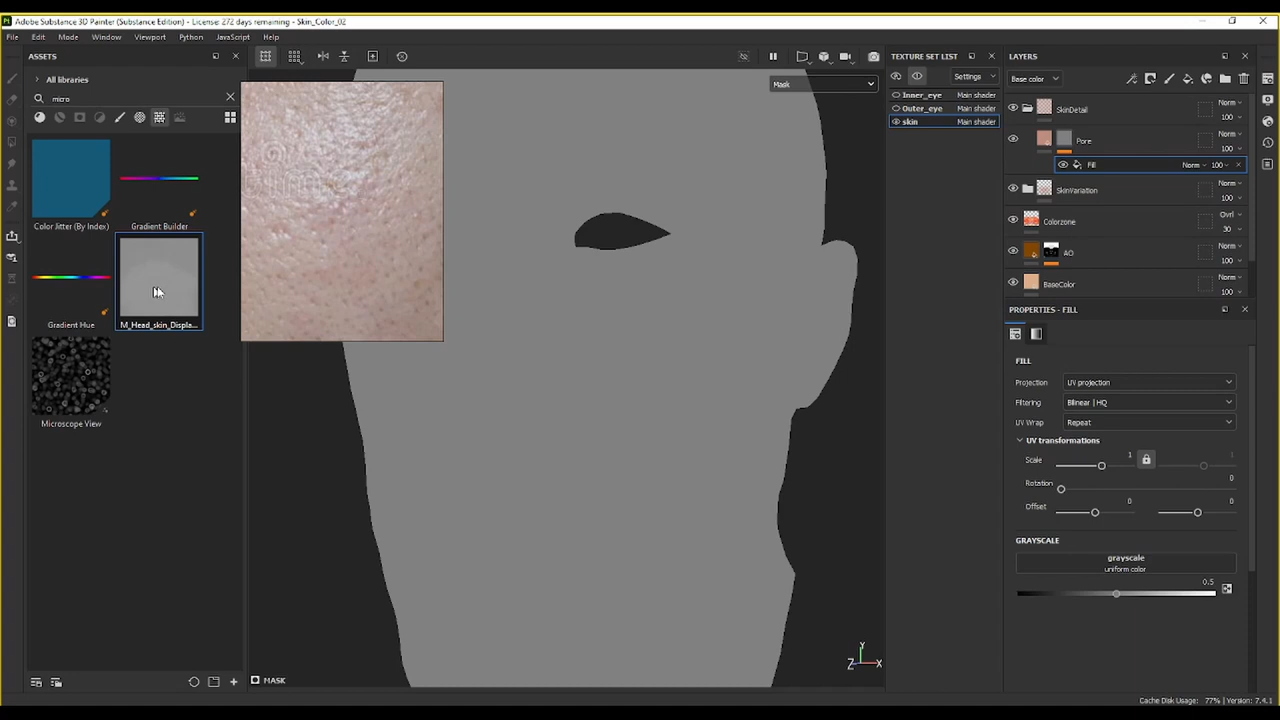 Adobe Substance 3D Painter (Substance Edition) - License: 272 days remaining - Skin_Color_02
File Edit Mode Window Viewport Python JavaScript Help
ASSETS
All libraries
micro
Color Jitter (By Index)
Gradient Builder
Gradient Hue
M_Head_skin_Displa...
Microscope View
Mask
MASK
Y
Z X
TEXTURE SET LIST
Settings
Inner_eye Main shader
Outer_eye Main shader
skin Main shader
LAYERS
Base color
SkinDetail Norm 100
Pore Norm 100
Fill Norm 100
SkinVariation Norm 100
Colorzone Ovrl 30
AO Norm 100
BaseColor Norm 100
PROPERTIES - FILL
FILL
Projection UV projection
Filtering Bilinear | HQ
UV Wrap Repeat
UV transformations
Scale 1 1
Rotation 0
Offset 0 0
GRAYSCALE
grayscale
uniform color
0.5
Cache Disk Usage: 77% | Version: 7.4.1